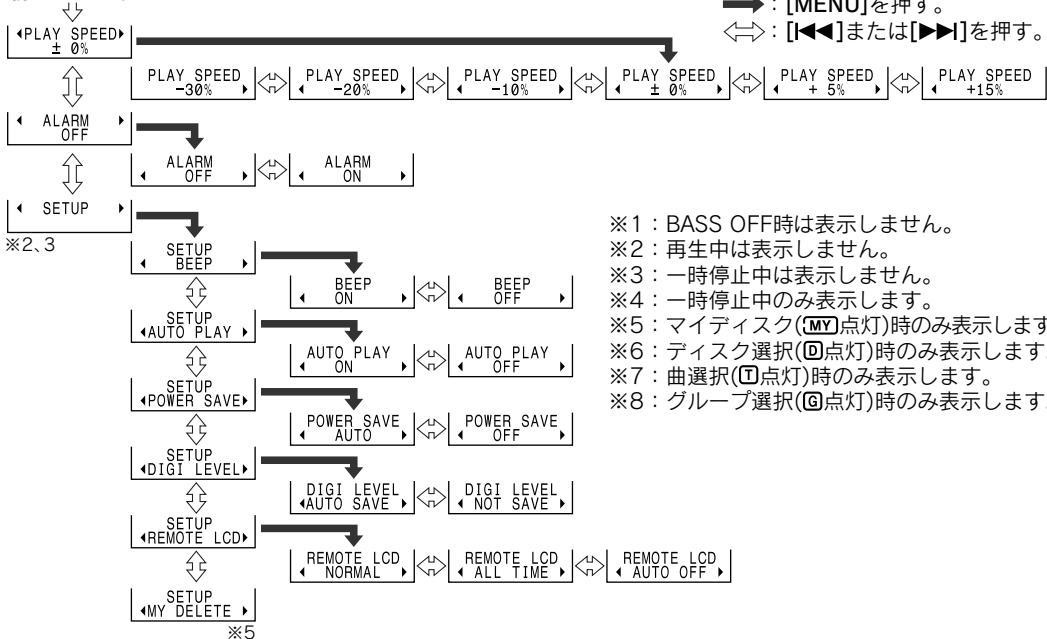 ➡：[MENU]を押す。
⇔：[I◀◀]または[▶▶I]を押す。
◀PLAY SPEED▶
± 0%
PLAY SPEED
-30% ▶
PLAY SPEED
◀ -20% ▶
PLAY SPEED
◀ -10% ▶
PLAY SPEED
◀ ± 0% ▶
PLAY SPEED
◀ + 5% ▶
PLAY SPEED
◀ +15%
◀ ALARM ▶
OFF
ALARM
◀ OFF ▶
ALARM
◀ ON ▶
◀ SETUP ▶
※2、3
SETUP
◀ BEEP ▶
BEEP
◀ ON ▶
BEEP
◀ OFF ▶
SETUP
◀AUTO PLAY ▶
AUTO PLAY
◀ ON ▶
AUTO PLAY
◀ OFF ▶
SETUP
◀POWER SAVE▶
POWER SAVE
◀ AUTO ▶
POWER SAVE
◀ OFF ▶
SETUP
◀DIGI LEVEL▶
DIGI LEVEL
◀AUTO SAVE ▶
DIGI LEVEL
◀ NOT SAVE ▶
SETUP
◀REMOTE LCD▶
REMOTE LCD
◀ NORMAL ▶
REMOTE LCD
◀ ALL TIME ▶
REMOTE LCD
◀ AUTO OFF ▶
SETUP
◀MY DELETE ▶
※5
※1：BASS OFF時は表示しません。
※2：再生中は表示しません。
※3：一時停止中は表示しません。
※4：一時停止中のみ表示します。
※5：マイディスク(MY点灯)時のみ表示します
※6：ディスク選択(D点灯)時のみ表示します
※7：曲選択(T点灯)時のみ表示します。
※8：グループ選択(G点灯)時のみ表示します